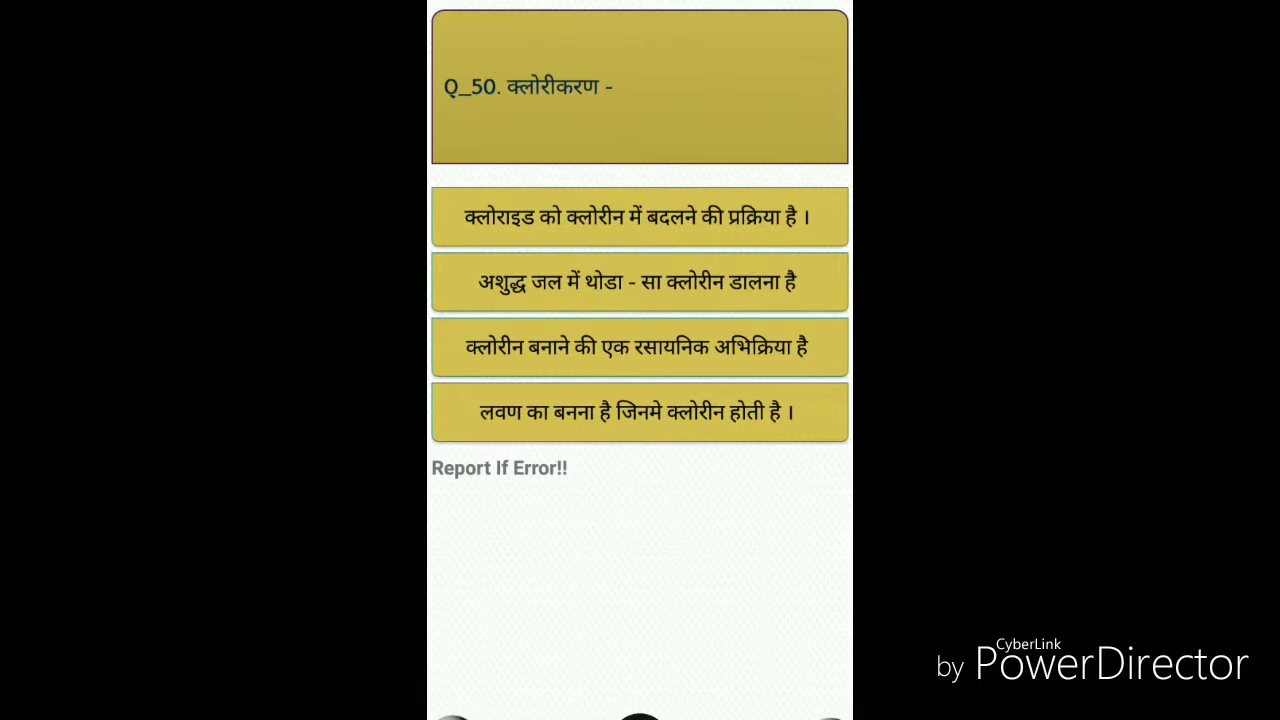 Q_50. क्लोरीकरण -
क्लोराइड को क्लोरीन में बदलने की प्रक्रिया है ।
अशुद्ध जल में थोडा - सा क्लोरीन डालना है
क्लोरीन बनाने की एक रसायनिक अभिक्रिया है
लवण का बनना है जिनमे क्लोरीन होती है ।
Report If Error!!
CyberLink
by PowerDirector